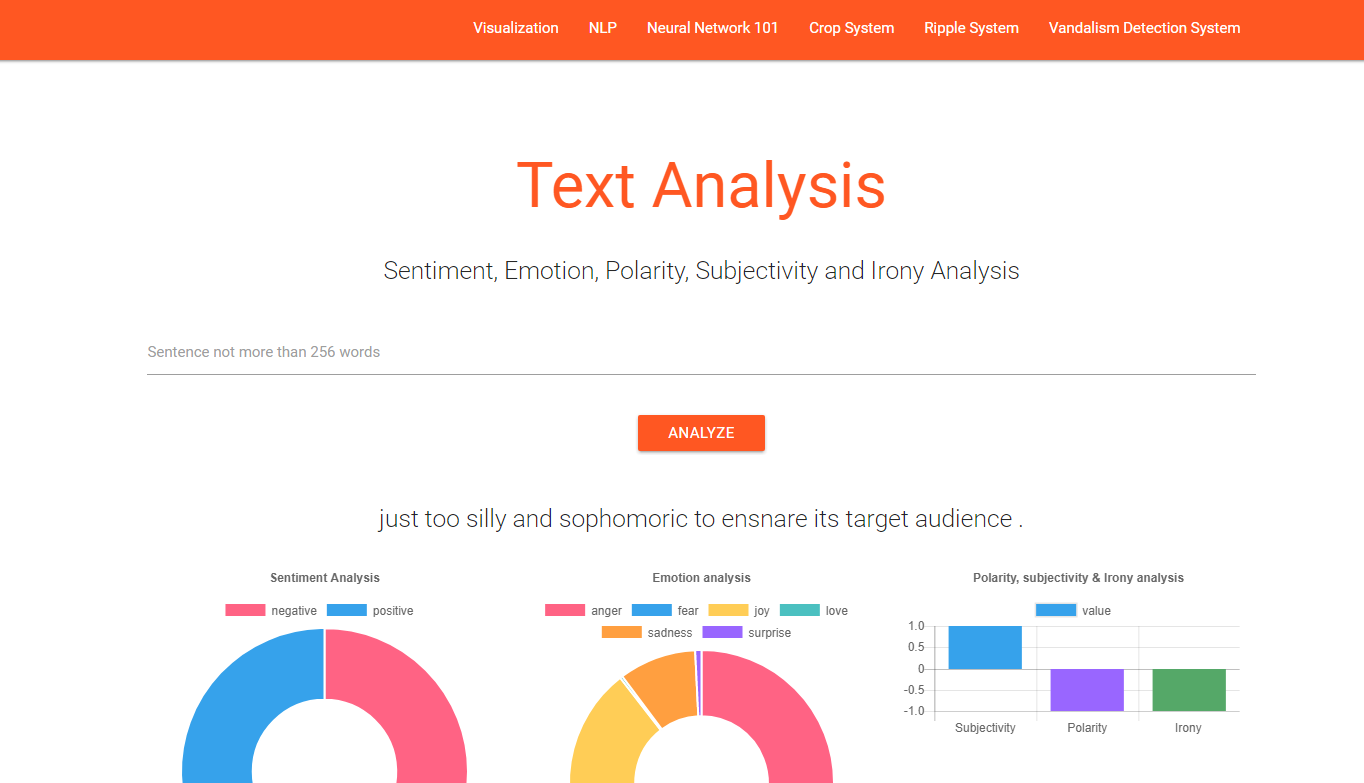 Visualization NLP Neural Network 101 Crop System Ripple System Vandalism Detection System
Text Analysis
Sentiment, Emotion, Polarity, Subjectivity and Irony Analysis
Sentence not more than 256 words
ANALYZE
just too silly and sophomoric to ensnare its target audience .
Sentiment Analysis
negative positive
Emotion analysis
anger fear joy love
sadness surprise
Polarity, subjectivity & Irony analysis
value
1.0
0.5
0
-0.5
-1.0
Subjectivity Polarity Irony